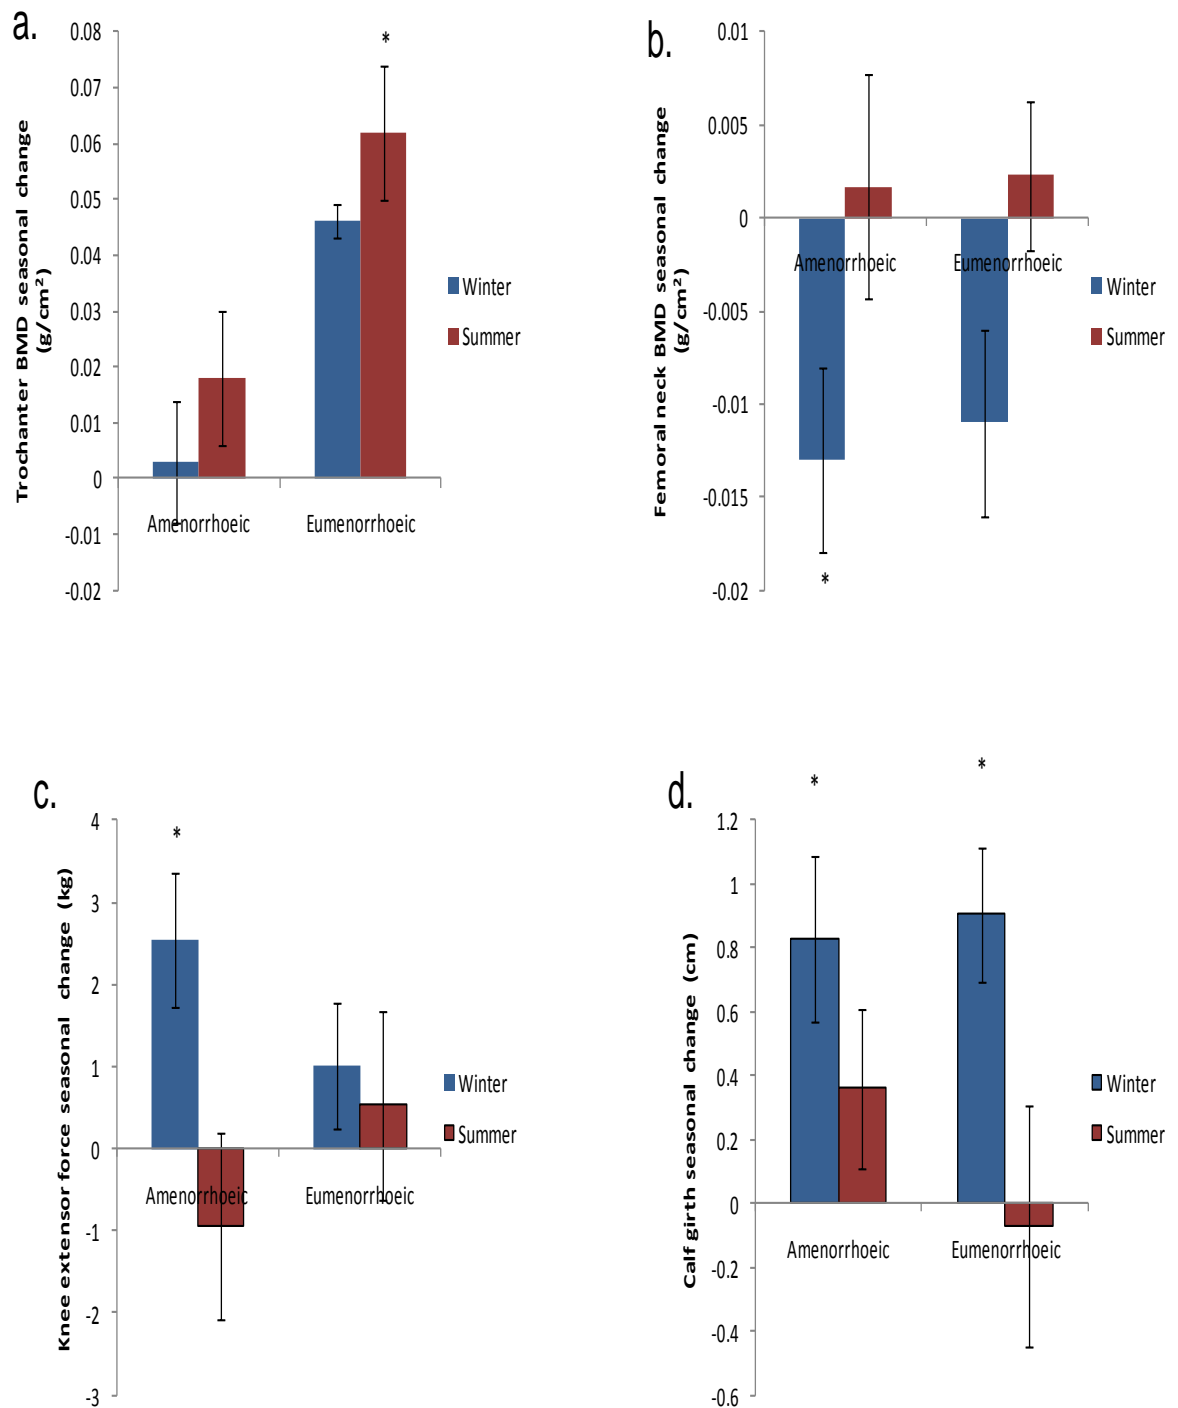 a.
Trochanter BMD seasonal change
(g/cm²)
0.08
0.07
0.06
0.05
0.04
0.03
0.02
0.01
0
-0.01
-0.02
*
Amenorrhoeic
Eumenorrhoeic
Winter
Summer
b.
Femoral neck BMD seasonal change
(g/cm²)
0.01
0.005
0
-0.005
-0.01
-0.015
-0.02
Amenorrhoeic
Eumenorrhoeic
*
Winter
Summer
c.
Knee extensor force seasonal change (kg)
4
3
2
1
0
-1
-2
-3
*
Amenorrhoeic
Eumenorrhoeic
Winter
Summer
d.
Calf girth seasonal change (cm)
1.2
1
0.8
0.6
0.4
0.2
0
-0.2
-0.4
-0.6
*
*
Amenorrhoeic
Eumenorrhoeic
Winter
Summer